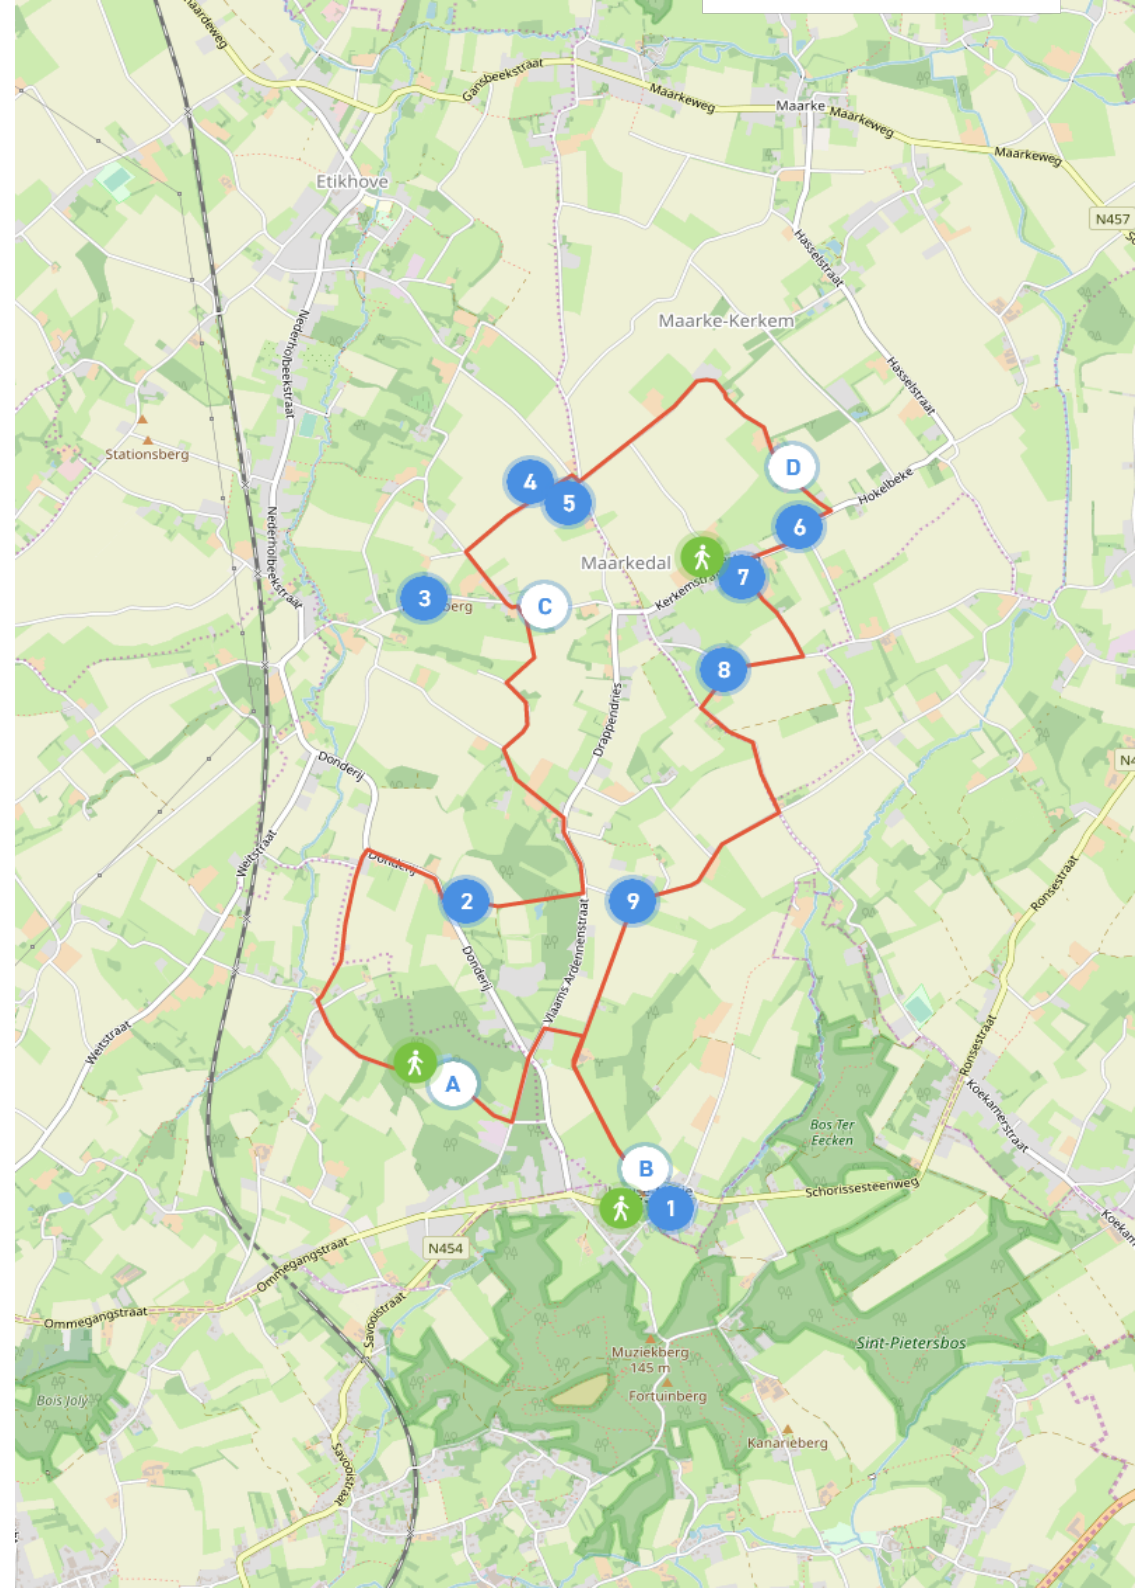 Gansbeekstraat
Maarkeweg
Maarke
Maarkeweg
Maarkeweg
Etikhove
N457
Hasselstraat
Maarke-Kerkem
Nederholbeekstraat
Hasselstraat
Stationsberg
4
5
D
Hokelbeke
6
Nederholbeekstraat
Maarkedal
7
3
C
8
Drappendries
Donderij
Weitstraat
Donderij
2
9
Ronsestraat
Donderij
Vlaams Ardennenstraat
Weitstraat
Ronsestraat
A
Koekamerstraat
Bos Ter
Eecken
B
1
Schorissesteenweg
N454
Ommegangstraat
Ommegangstraat
Savooistraat
Muziekberg
145 m
Fortuinberg
Sint-Pietersbos
Bois Joly
Kanarieberg
Savooistraat